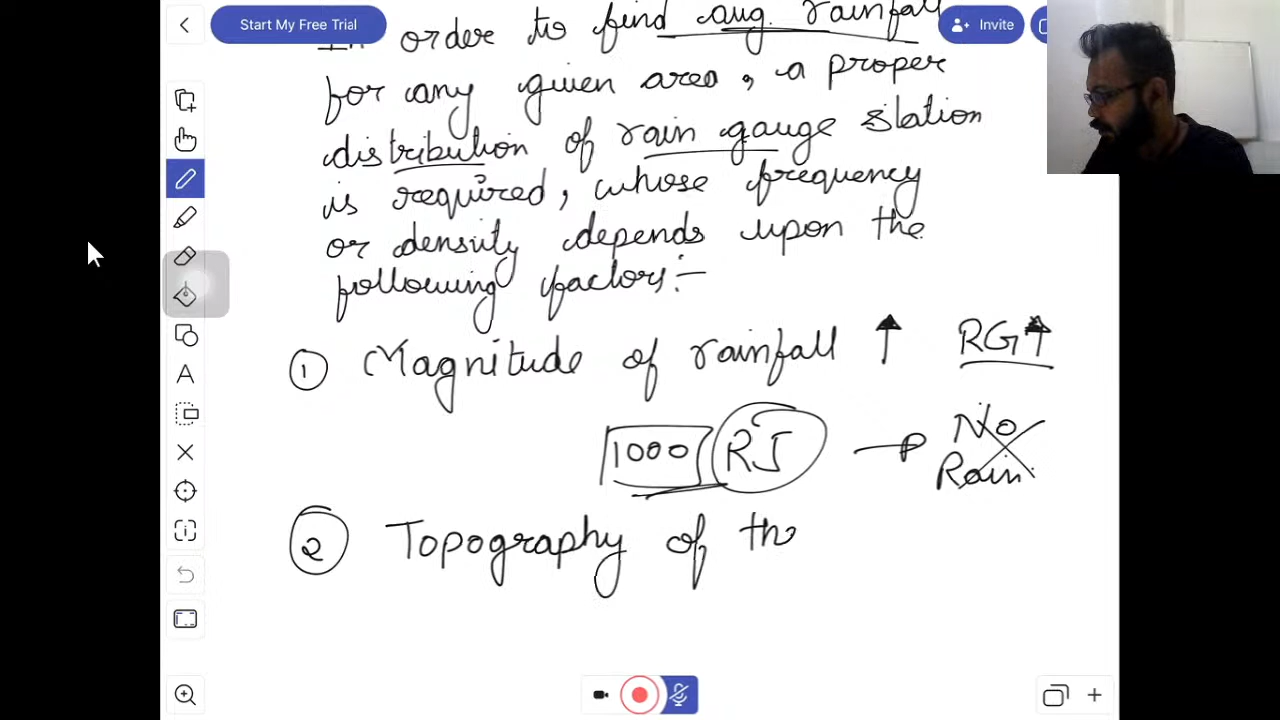 Start My Free Trial
Invite
In order to find avg. rainfall
for any given area, a proper
distribution of rain gauge station
is required, whose frequency
or density depends upon the
following factors:-
1 Magnitude of rainfall ↑ RG↑
1000 RJ → No
Rain
2 Topography of th
A